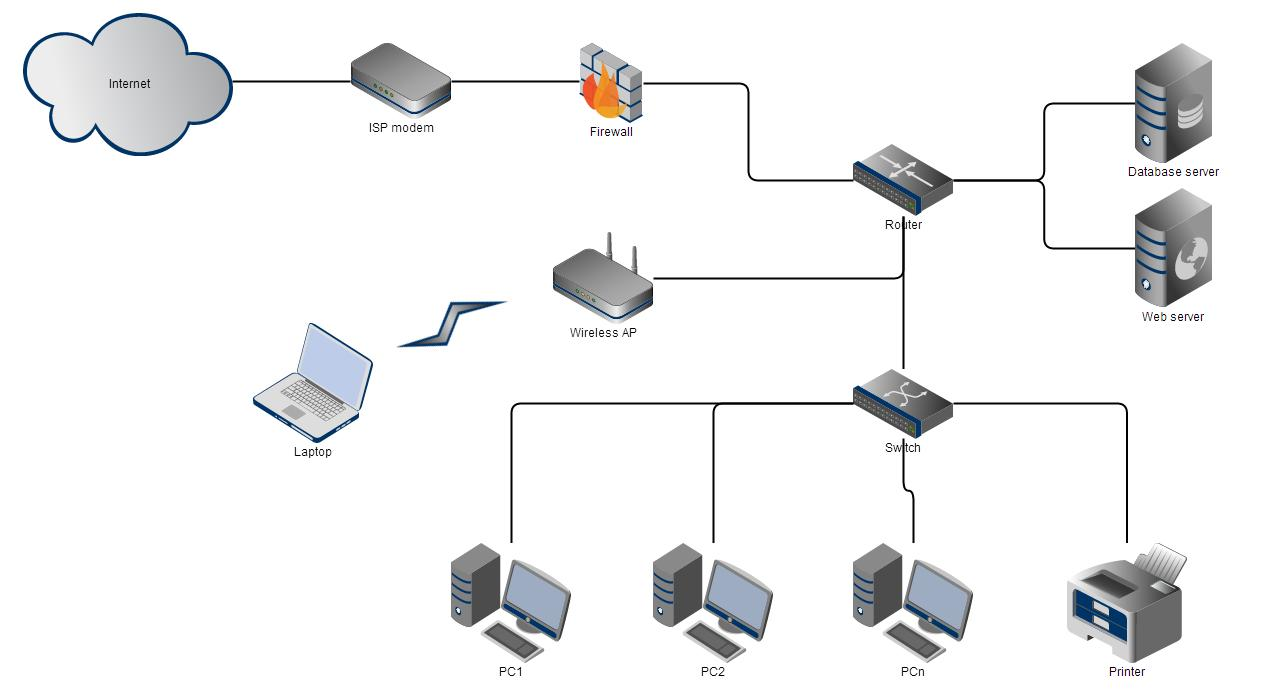 Internet
ISP modem
Firewall
Database server
Router
Web server
Wireless AP
Laptop
Switch
PC1
PC2
PCn
Printer